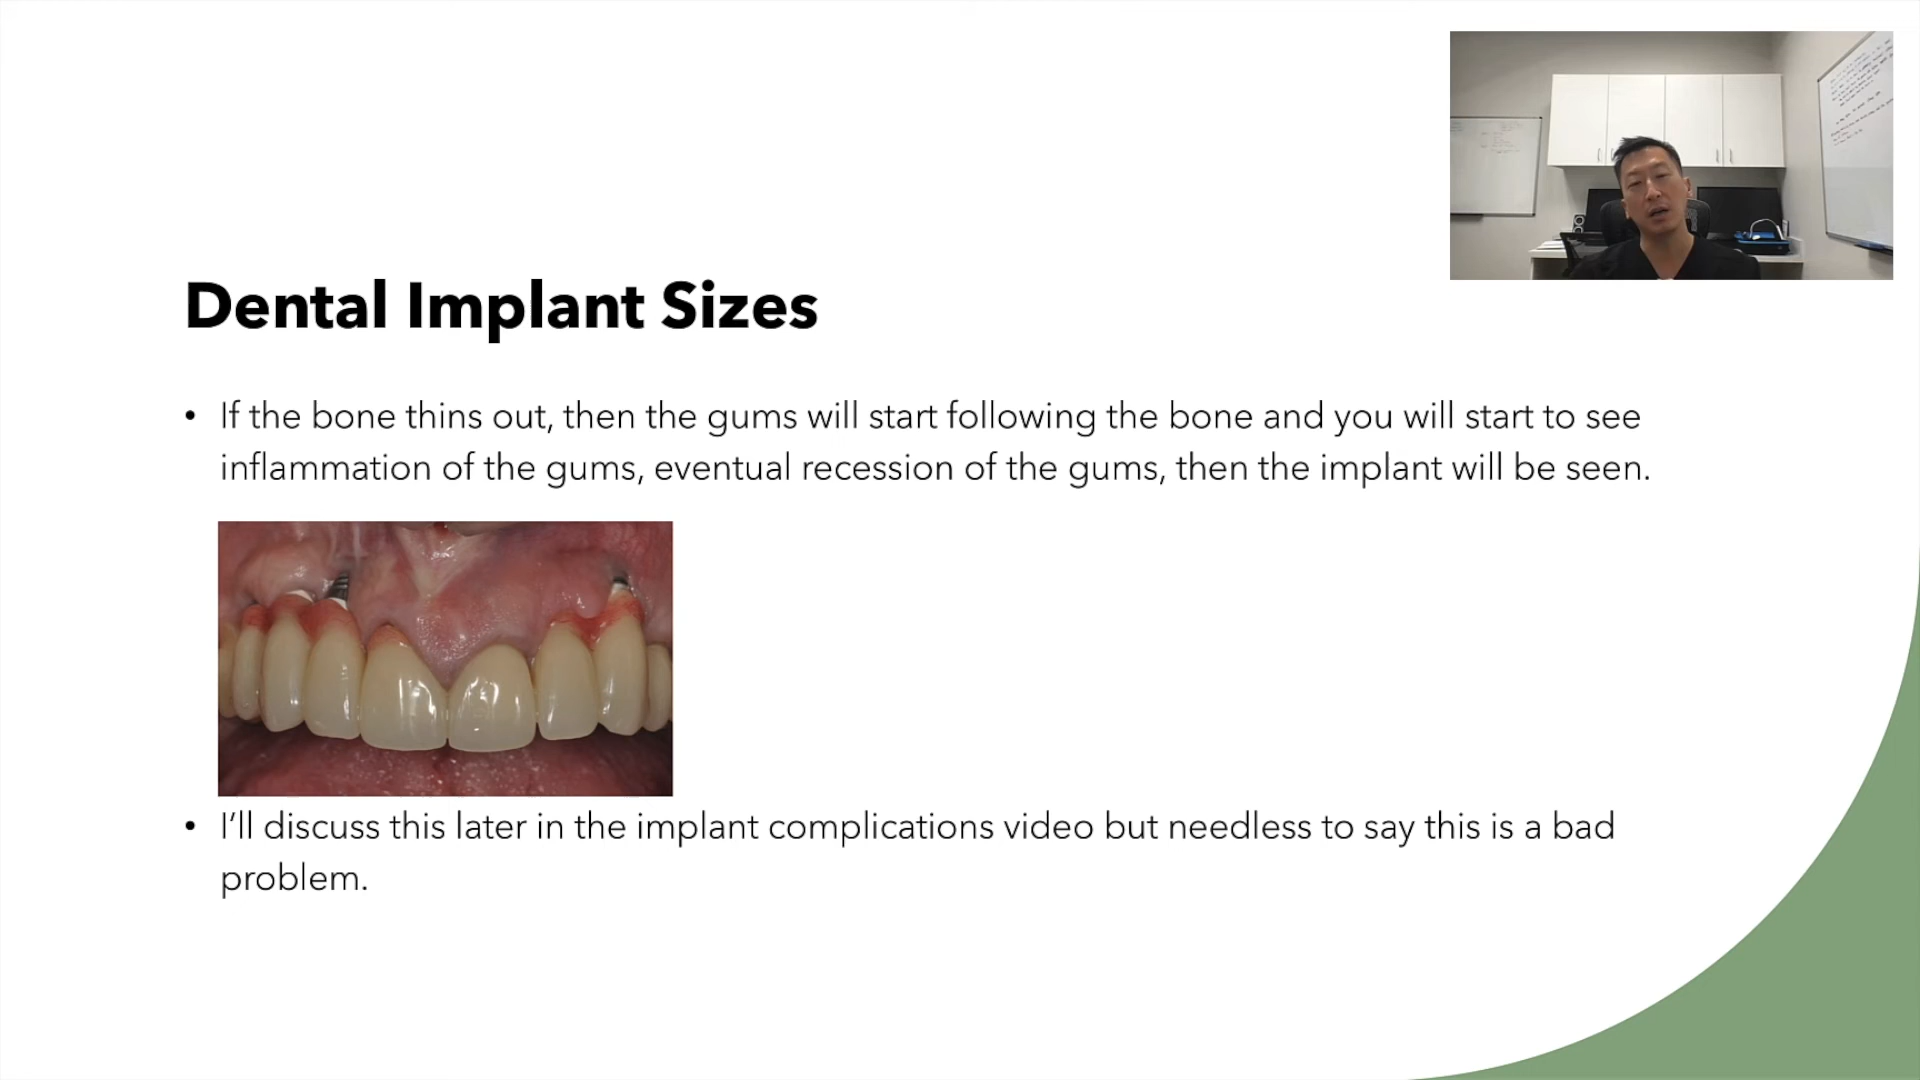 Dental Implant Sizes
• If the bone thins out, then the gums will start following the bone and you will start to see
inflammation of the gums, eventual recession of the gums, then the implant will be seen.
• I’ll discuss this later in the implant complications video but needless to say this is a bad
problem.